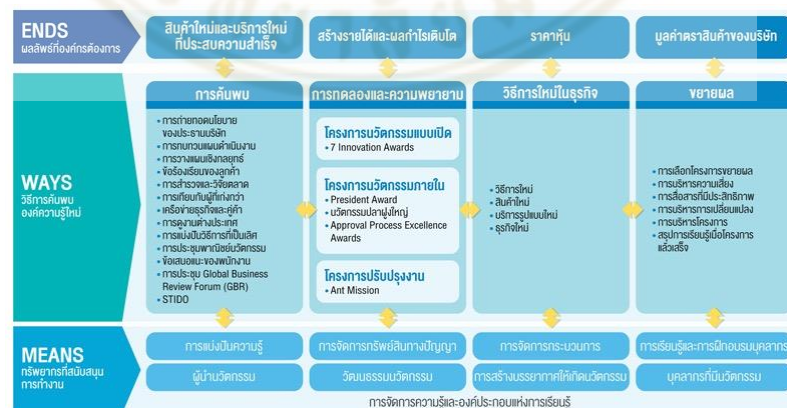 ENDS
ผลลัพธ์ที่องค์กรต้องการ
สินค้าใหม่และบริการใหม่
ที่ประสบความสำเร็จ
สร้างรายได้และผลกำไรเติบโต
ราคาหุ้น
มูลค่าตราสินค้าของบริษัท
WAYS
วิธีการค้นพบ
องค์ความรู้ใหม่
การค้นพบ
• การถ่ายทอดนโยบาย
ของประธานบริษัท
• การทบทวนแผนดำเนินงาน
• การวางแผนเชิงกลยุทธ์
• ข้อร้องเรียนของลูกค้า
• การสำรวจและวิจัยตลาด
• การเทียบกับผู้ที่เก่งกว่า
• เครือข่ายธุรกิจและคู่ค้า
• การดูงานต่างประเทศ
• การแบ่งปันวิธีการที่เป็นเลิศ
• การประชุมพาณิชย์นวัตกรรม
• ข้อเสนอแนะของพนักงาน
• การประชุม Global Business
Review Forum (GBR)
• STIDO
การทดลองและความพยายาม
โครงการนวัตกรรมแบบเปิด
• 7 Innovation Awards
โครงการนวัตกรรมภายใน
• President Award
• นวัตกรรมปลาฝูงใหญ่
• Approval Process Excellence
Awards
โครงการปรับปรุงงาน
• Ant Mission
วิธีการใหม่ในธุรกิจ
• วิธีการใหม่
• สินค้าใหม่
• บริการรูปแบบใหม่
• ธุรกิจใหม่
ขยายผล
• การเลือกโครงการขยายผล
• การบริหารความเสี่ยง
• การสื่อสารที่มีประสิทธิภาพ
• การบริหารการเปลี่ยนแปลง
• การบริหารโครงการ
• สรุปการเรียนรู้เมื่อโครงการ
แล้วเสร็จ
MEANS
ทรัพยากรที่สนับสนุน
การทำงาน
การแบ่งปันความรู้
การจัดการทรัพย์สินทางปัญญา
การจัดการกระบวนการ
การเรียนรู้และการฝึกอบรมบุคลากร
ผู้นำนวัตกรรม
วัฒนธรรมนวัตกรรม
การสร้างบรรยากาศให้เกิดนวัตกรรม
บุคลากรที่มีนวัตกรรม
การจัดการความรู้และองค์ประกอบแห่งการเรียนรู้